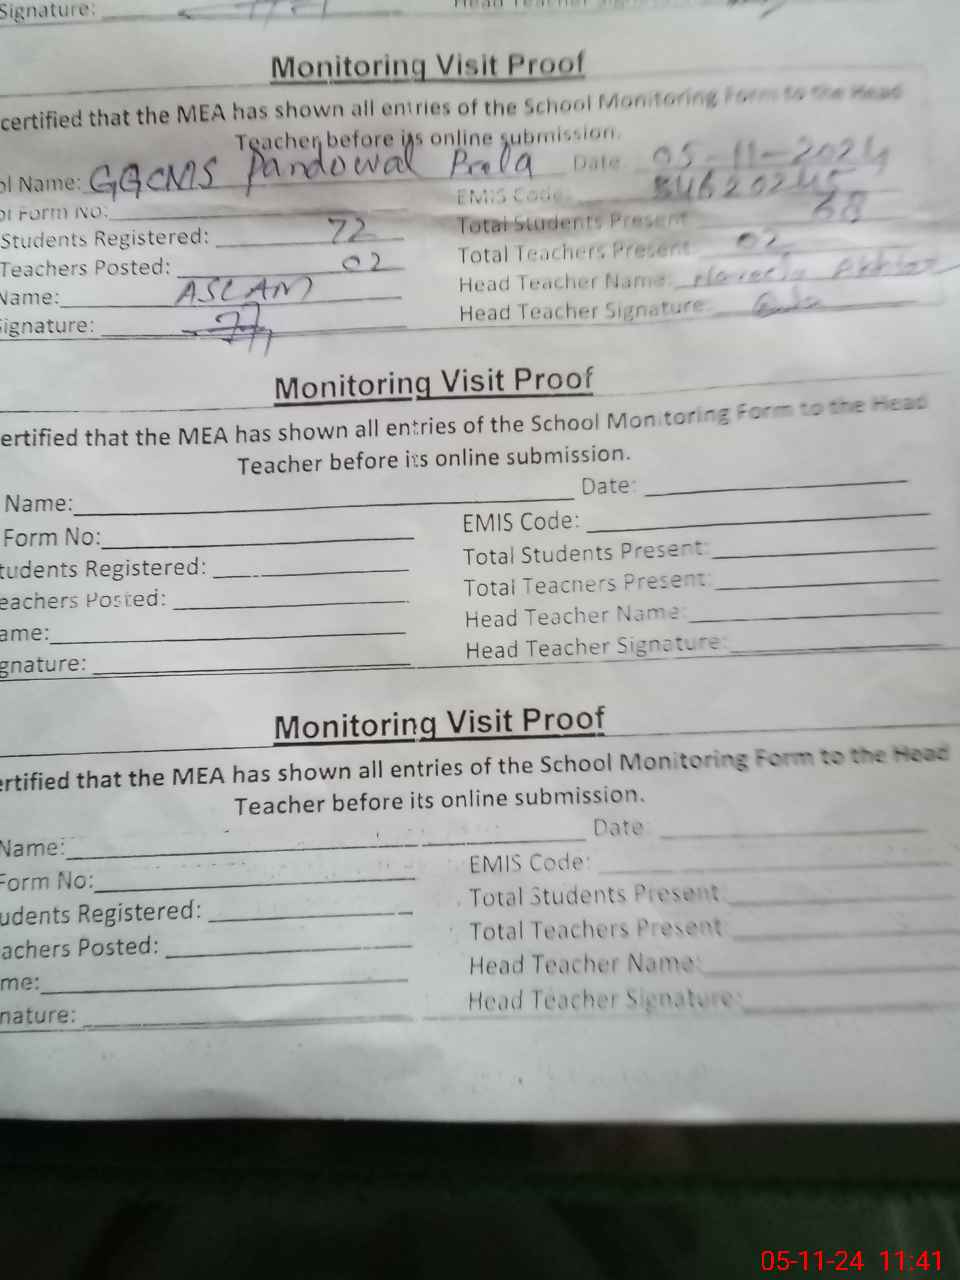 Signature:
Monitoring Visit Proof
certified that the MEA has shown all entries of the School Monitoring Form to the Head
Teacher before its online submission.
ol Name: GGCMS Pandowal Date: 05-11-2024
ol Form No: EMIS Code:
Students Registered: 72 Total Students Present: 68
Teachers Posted: 02 Total Teachers Present: 02
Name: ASLAM Head Teacher Name: Akhtar
ignature: Head Teacher Signature:
Monitoring Visit Proof
ertified that the MEA has shown all entries of the School Monitoring Form to the Head
Teacher before its online submission.
Name: Date:
Form No: EMIS Code:
tudents Registered: Total Students Present:
eachers Posted: Total Teachers Present:
ame: Head Teacher Name:
gnature: Head Teacher Signature:
Monitoring Visit Proof
ertified that the MEA has shown all entries of the School Monitoring Form to the Head
Teacher before its online submission.
Name: Date:
Form No: EMIS Code:
udents Registered: Total Students Present:
achers Posted: Total Teachers Present:
me: Head Teacher Name:
nature: Head Teacher Signature:
05-11-24 11:41